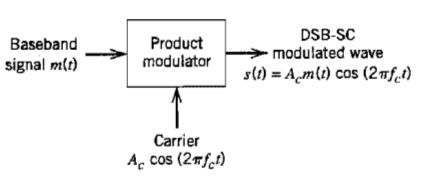 Baseband
signal m(t)
Product
modulator
DSB-SC
modulated wave
s(t) = A_c m(t) cos (2πf_c t)
Carrier
A_c cos (2πf_c t)